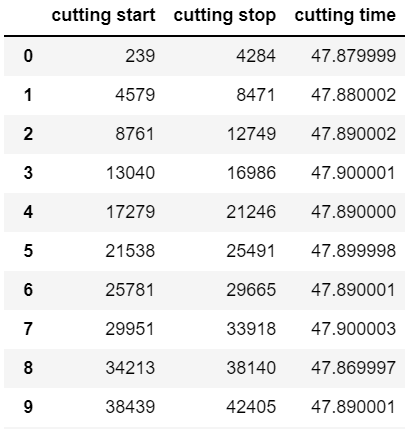 cutting start cutting stop cutting time
0 239 4284 47.879999
1 4579 8471 47.880002
2 8761 12749 47.890002
3 13040 16986 47.900001
4 17279 21246 47.890000
5 21538 25491 47.899998
6 25781 29665 47.890001
7 29951 33918 47.900003
8 34213 38140 47.869997
9 38439 42405 47.890001